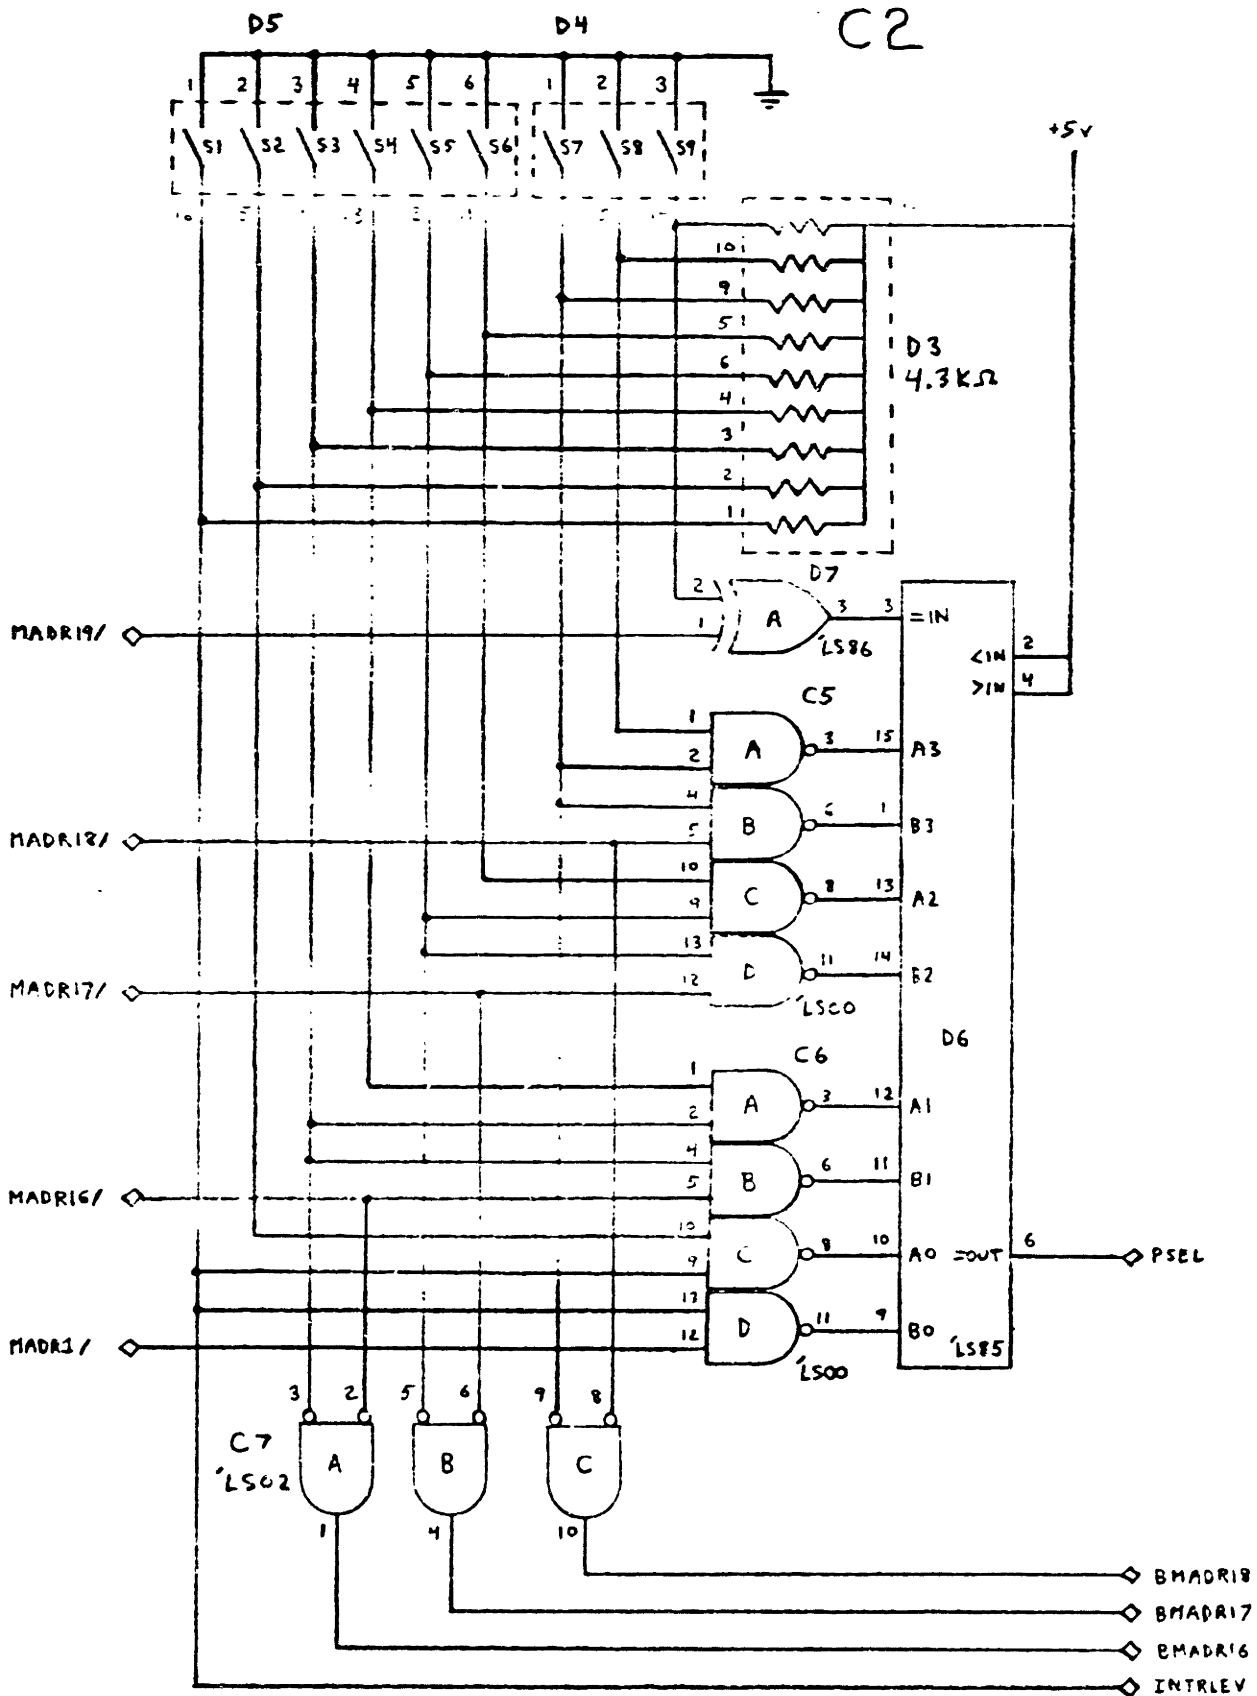 C2
D5 D4
1 2 3 4 5 6 1 2 3
S1 S2 S3 S4 S5 S6 S7 S8 S9
+5v
10
9
5
6
4
3
2
1
D3
4.3KΩ
D7
2
MADR19/ 1 A 3 3 =IN
'LS86
<IN 2
>IN 4
C5
1
2 A 3 15 A3
4
MADR18/ 5 B 6 1 B3
10
9 C 8 13 A2
13
MADR17/ 12 D 11 14 B2
'LS00
D6
C6
1
2 A 3 12 A1
4
MADR16/ 5 B 6 11 B1
10
9 C 8 10 A0 =OUT 6 PSEL
13
MADR1/ 12 D 11 9 B0
'LS00 'LS85
3 2 5 6 9 8
C7
'LS02
A B C
1 4 10
BMADR18
BMADR17
BMADR16
INTRLEV